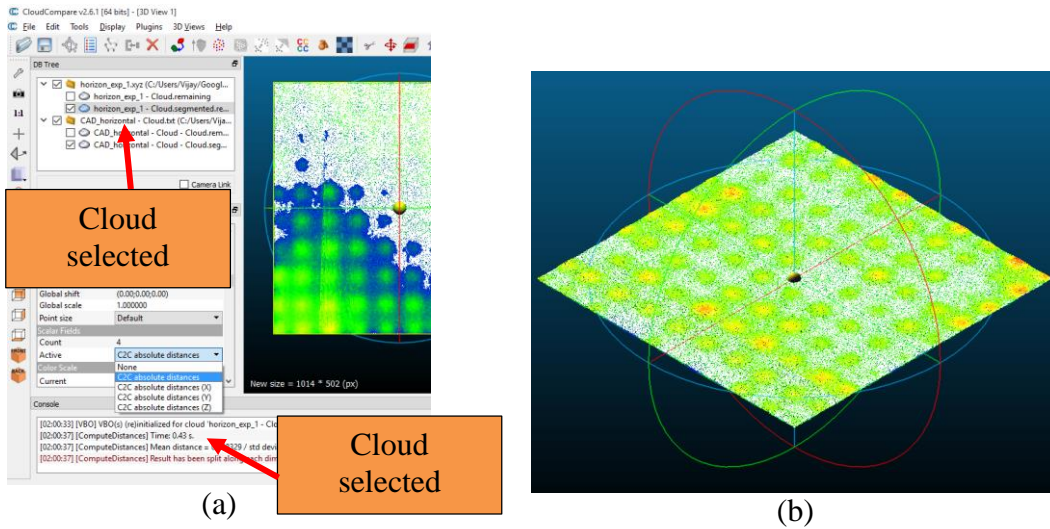 CloudCompare v2.6.1 [64 bits] - [3D View 1]
File Edit Tools Display Plugins 3D Views Help
DB Tree
horizon_exp_1.xyz (C:/Users/Vijay/Googl...
horizon_exp_1 - Cloud.remaining
horizon_exp_1 - Cloud.segmented.re...
CAD_horizontal - Cloud.txt (C:/Users/Vija...
CAD_horizontal - Cloud - Cloud.rem...
CAD_horizontal - Cloud - Cloud.seg...
1:1
Camera Link
Cloud
selected
Global shift (0.00;0.00;0.00)
Global scale 1.000000
Point size Default
Scalar Fields
Count 4
Active C2C absolute distances
Color Scale None
Current C2C absolute distances
C2C absolute distances (X)
C2C absolute distances (Y)
C2C absolute distances (Z)
New size = 1014 * 502 (px)
Console
[02:00:33] [VBO] VBO(s) (re)initialized for cloud 'horizon_exp_1 - Clo
[02:00:37] [ComputeDistances] Time: 0.43 s.
[02:00:37] [ComputeDistances] Mean distance = / std devi
[02:00:37] [ComputeDistances] Result has been split along each dim
Cloud
selected
(a)
(b)